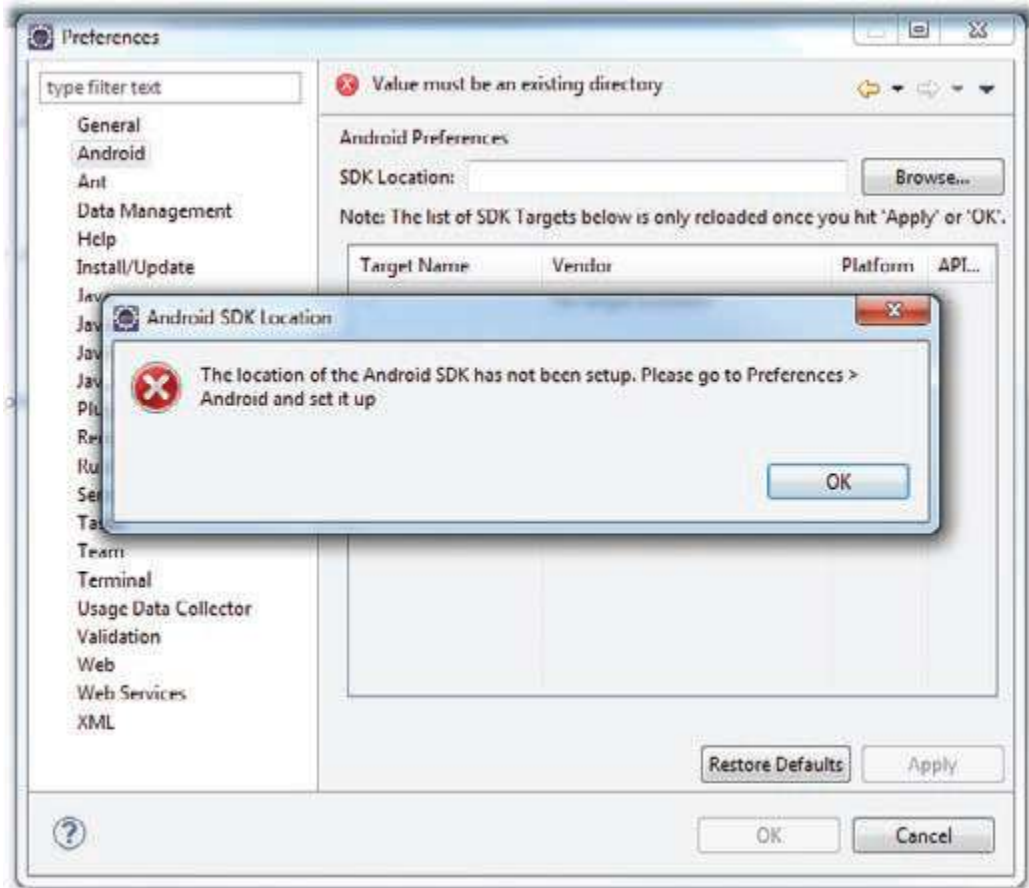 Preferences
type filter text
Value must be an existing directory
General
Android
Ant
Data Management
Help
Install/Update
Android Preferences
SDK Location:
Browse...
Note: The list of SDK Targets below is only reloaded once you hit 'Apply' or 'OK'.
Target Name Vendor Platform API...
Android SDK Location
The location of the Android SDK has not been setup. Please go to Preferences >
Android and set it up
OK
Team
Terminal
Usage Data Collector
Validation
Web
Web Services
XML
Restore Defaults
Apply
?
OK
Cancel